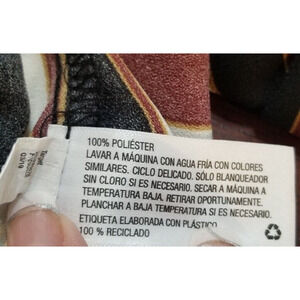 100% POLIÉSTER
LAVAR A MÁQUINA CON AGUA FRÍA CON COLORES
SIMILARES. CICLO DELICADO. SÓLO BLANQUEADOR
SIN CLORO SI ES NECESARIO. SECAR A MÁQUINA A
TEMPERATURA BAJA. RETIRAR OPORTUNAMENTE.
PLANCHAR A BAJA TEMPERATURA SI ES NECESARIO.
ETIQUETA ELABORADA CON PLÁSTICO
100 % RECICLADO